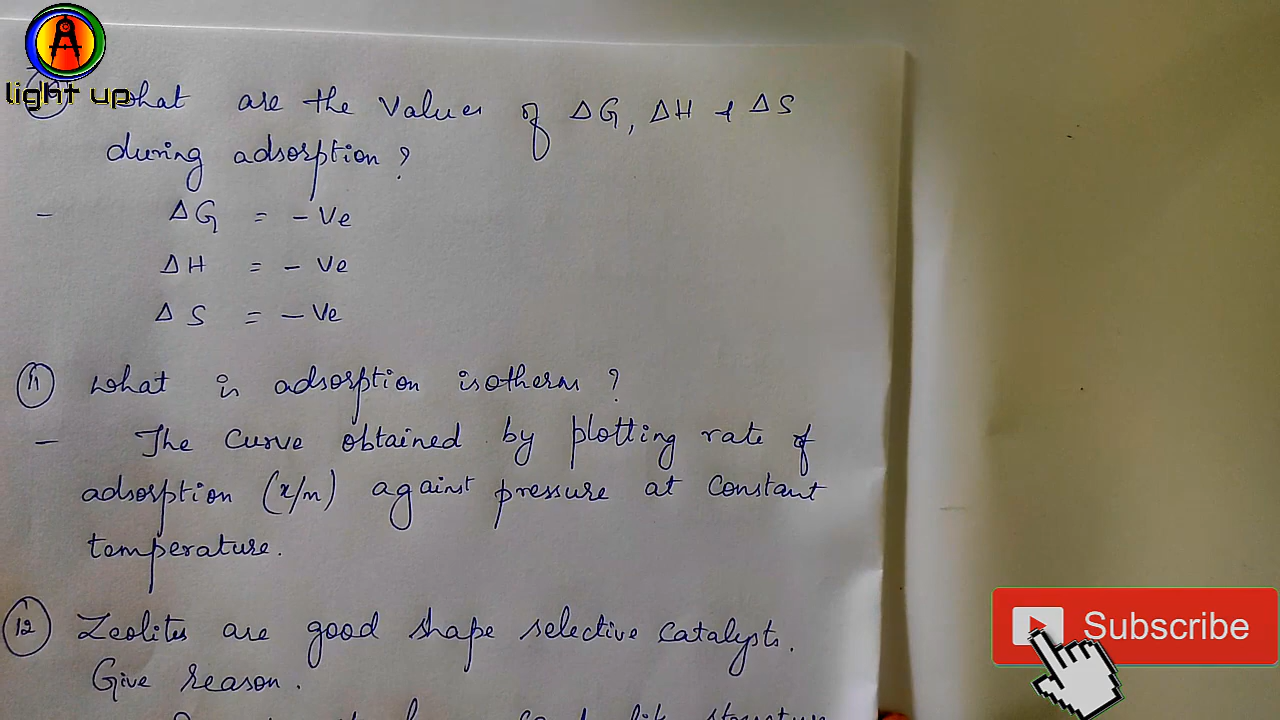 light up
what are the values of ΔG, ΔH & ΔS
during adsorption ?
- ΔG = - Ve
ΔH = - Ve
ΔS = - Ve
11 what is adsorption isotherm ?
- The curve obtained by plotting rate of
adsorption (x/m) against pressure at constant
temperature.
12 Zeolites are good shape selective catalysts.
Give reason.
like structure
Subscribe